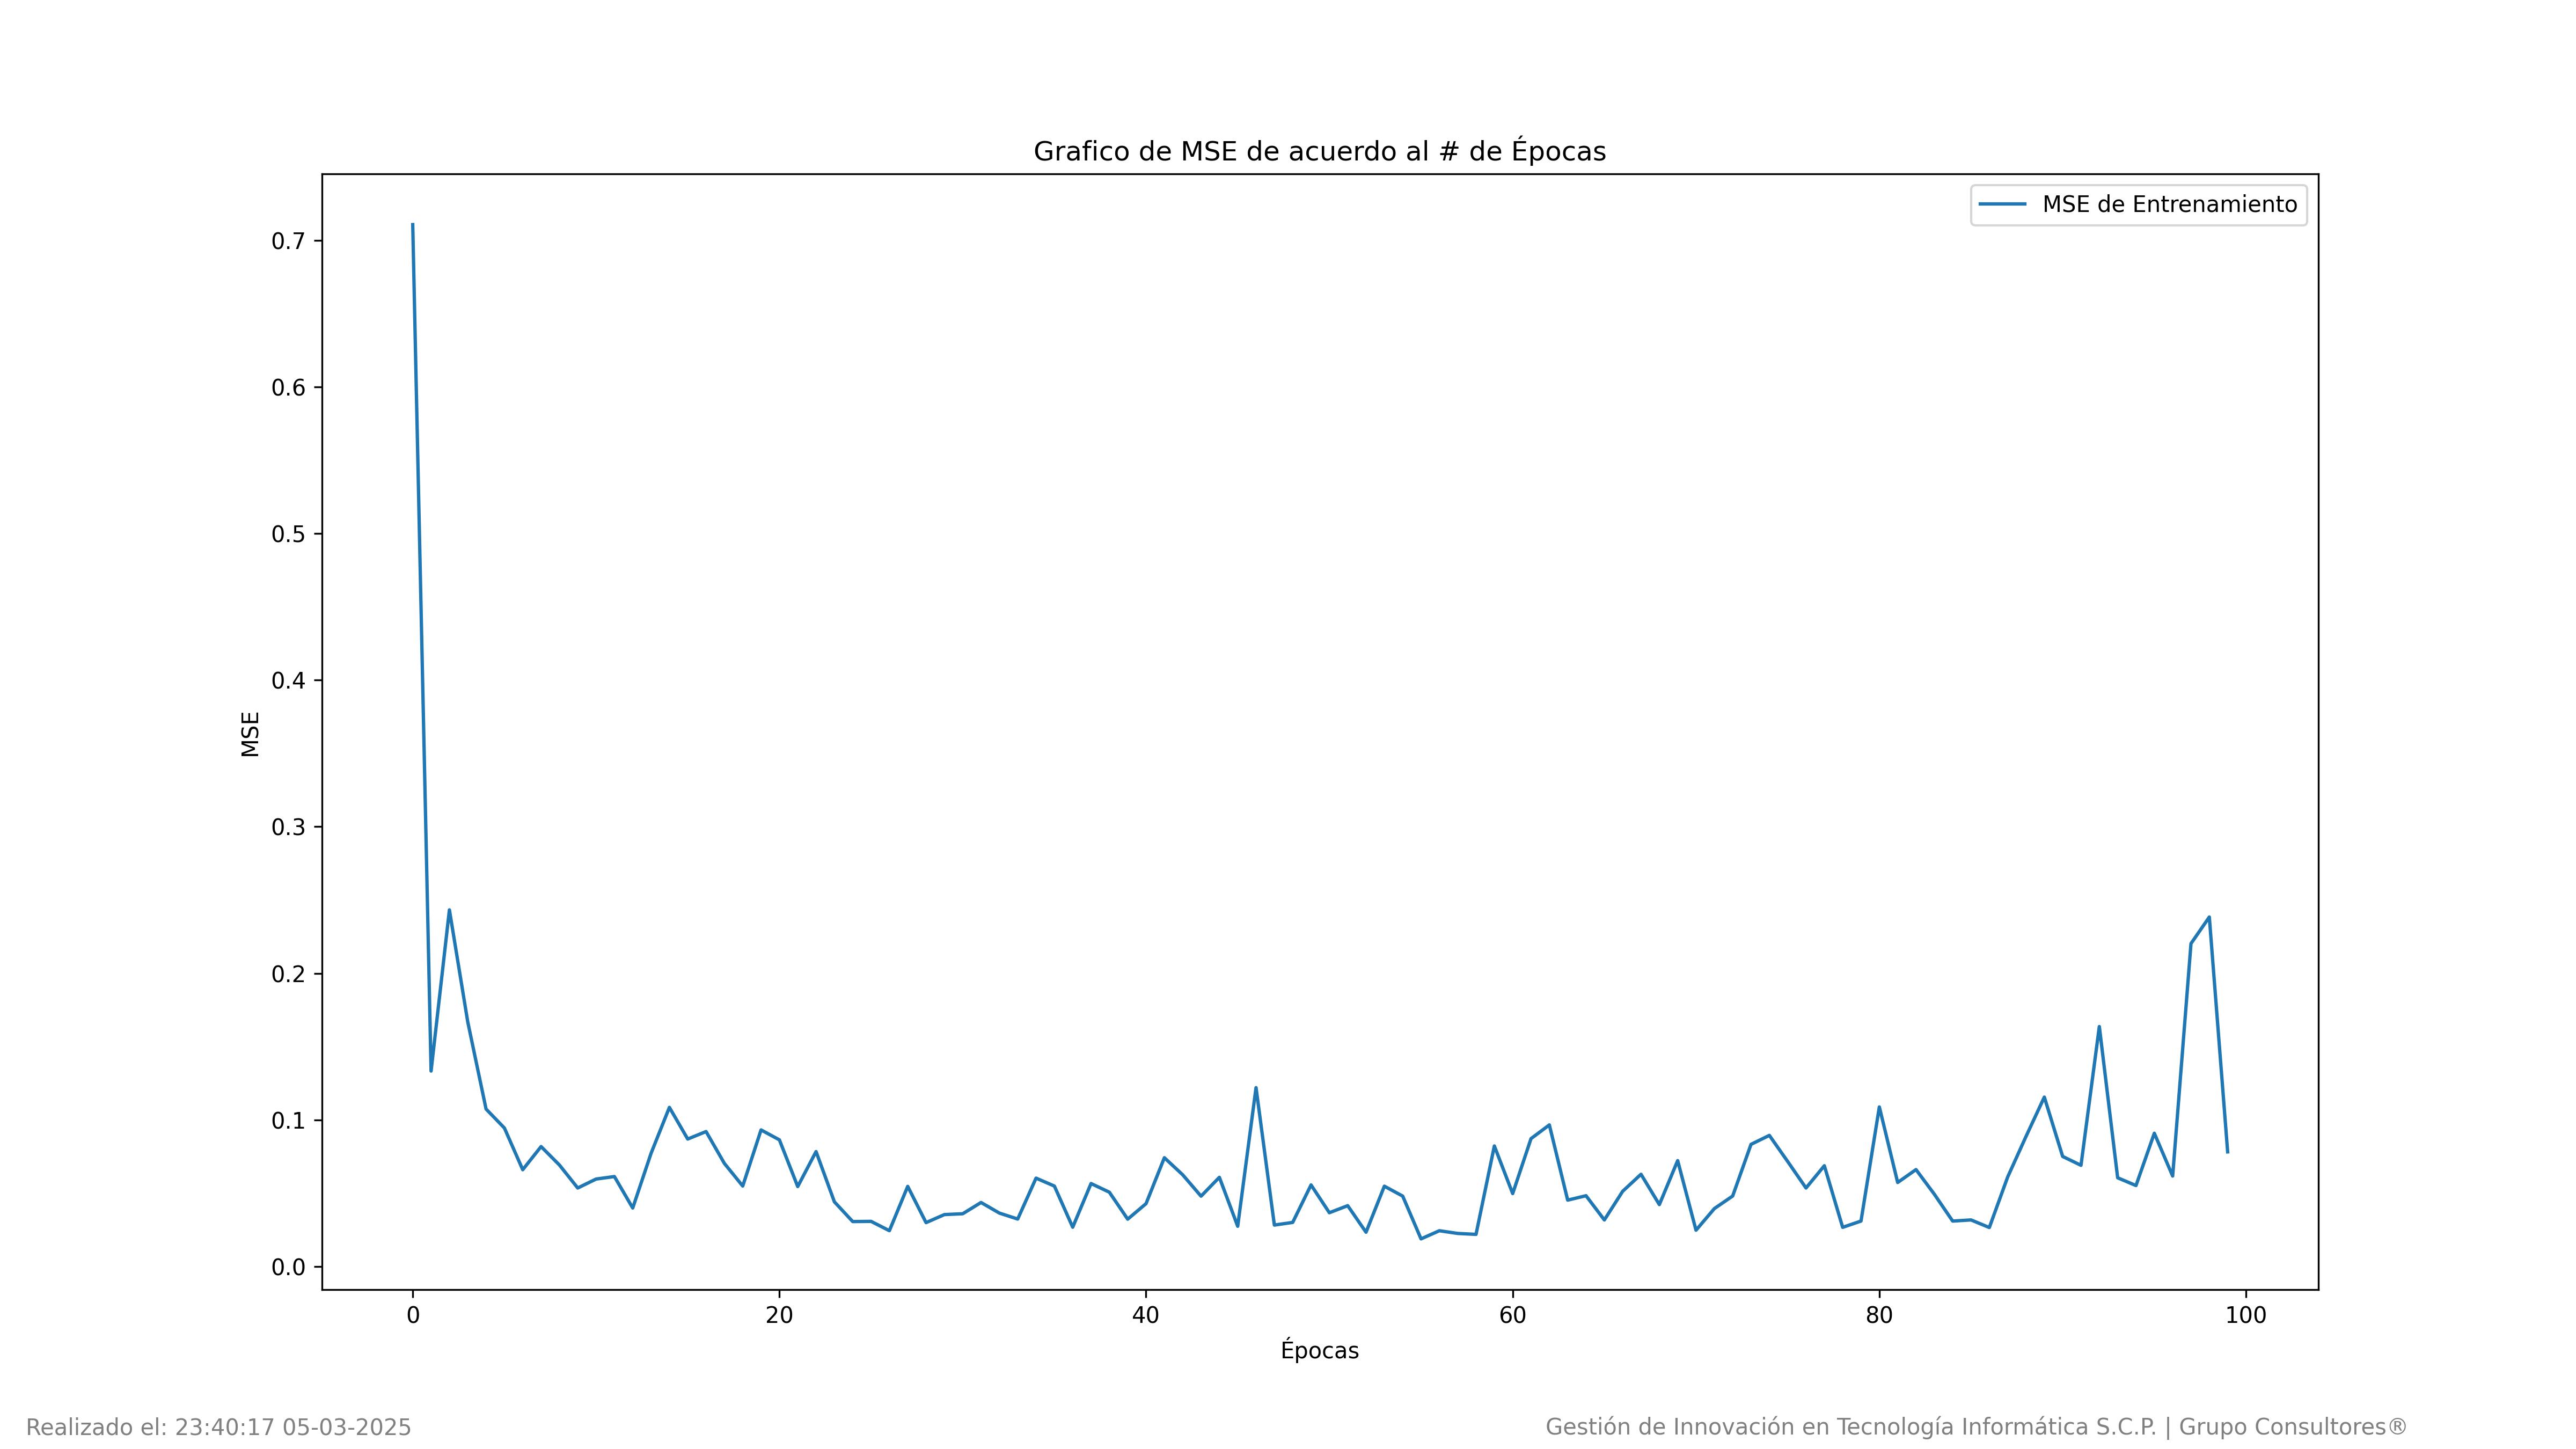 Grafico de MSE de acuerdo al # de Épocas
MSE de Entrenamiento
0.7
0.6
0.5
0.4
0.3
0.2
0.1
0.0
MSE
0 20 40 60 80 100
Épocas
Realizado el: 23:40:17 05-03-2025
Gestión de Innovación en Tecnología Informática S.C.P. | Grupo Consultores®